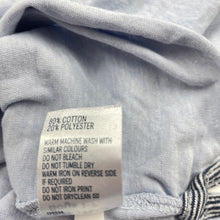 80% COTTON
20% POLYESTER
WARM MACHINE WASH WITH
SIMILAR COLOURS
DO NOT BLEACH
DO NOT TUMBLE DRY
WARM IRON ON REVERSE SIDE
IF REQUIRED
DO NOT IRON PRINT
DO NOT DRYCLEAN